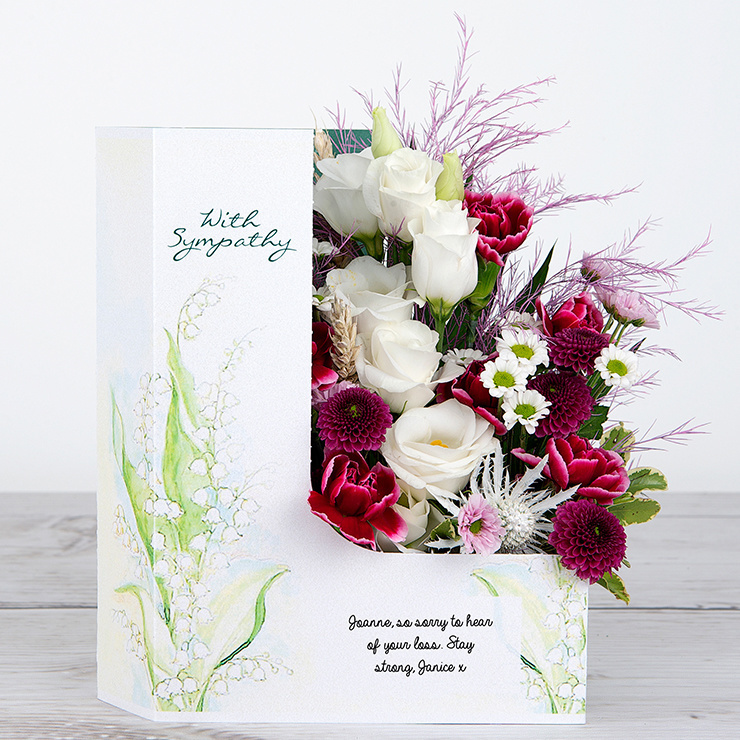 With
Sympathy
Joanne, so sorry to hear
of your loss. Stay
strong, Janice x